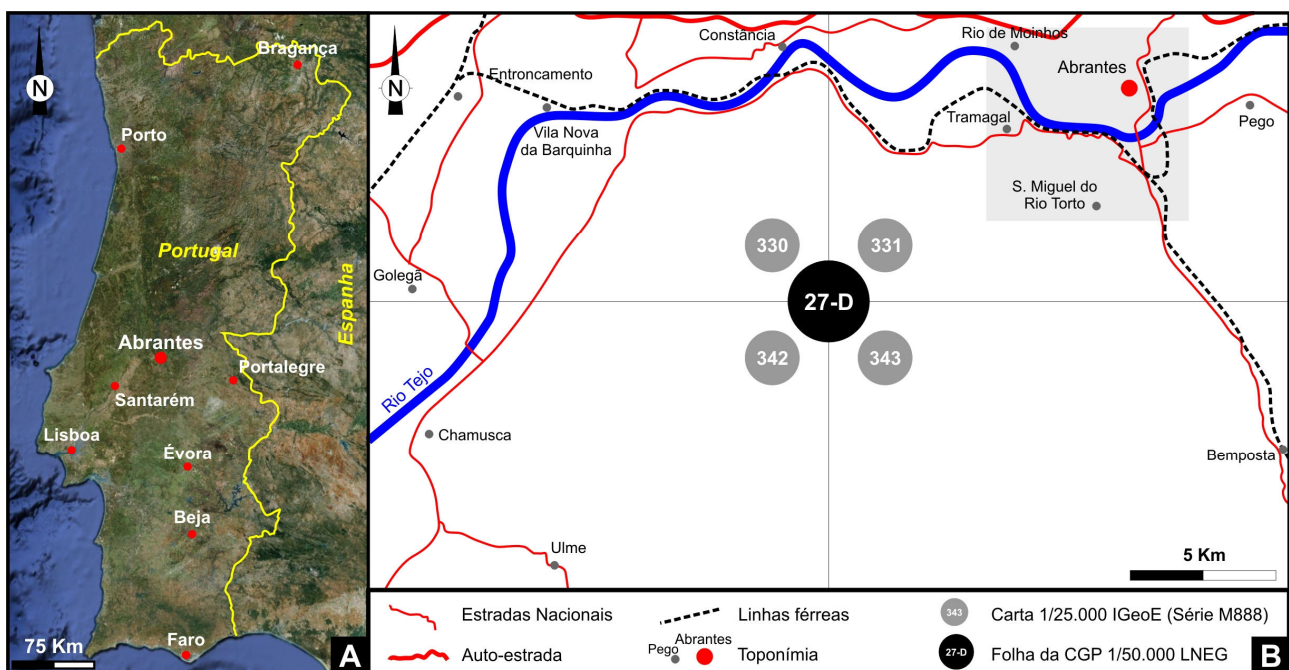 N
Bragança
Porto
Portugal
Espanha
Abrantes
Portalegre
Santarém
Lisboa
Évora
Beja
Faro
75 Km
A
N
Constância
Rio de Moinhos
Abrantes
Entroncamento
Vila Nova
da Barquinha
Tramagal
Pego
S. Miguel do
Rio Torto
330
331
27-D
342
343
Golegã
Rio Tejo
Chamusca
Bemposta
Ulme
5 Km
Estradas Nacionais
Auto-estrada
Linhas férreas
Pego
Abrantes
Toponímia
343
Carta 1/25.000 IGeoE (Série M888)
27-D
Folha da CGP 1/50.000 LNEG
B